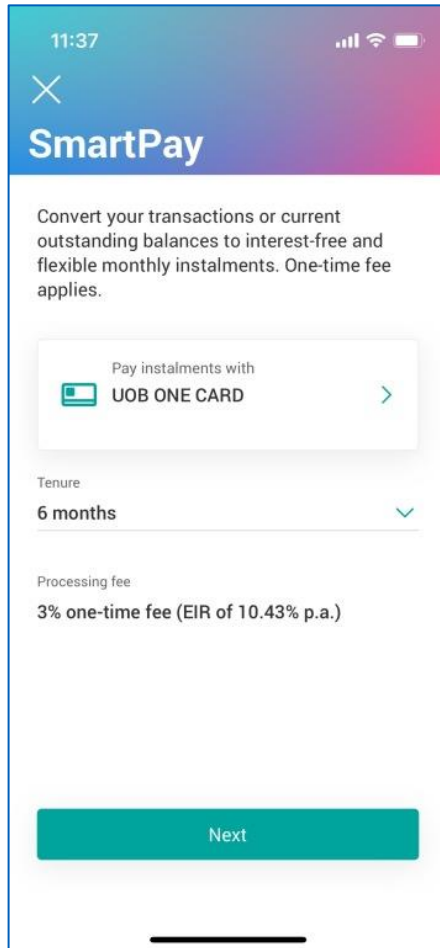 11:37
SmartPay
Convert your transactions or current
outstanding balances to interest-free and
flexible monthly instalments. One-time fee
applies.
Pay instalments with
UOB ONE CARD
Tenure
6 months
Processing fee
3% one-time fee (EIR of 10.43% p.a.)
Next